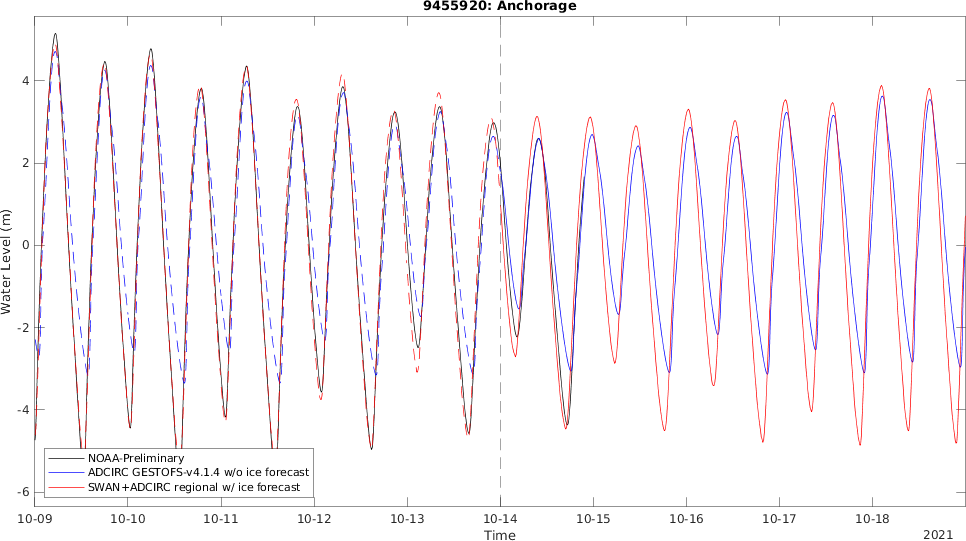 9455920: Anchorage
Water Level (m)
4
2
0
-2
-4
-6
NOAA-Preliminary
ADCIRC GESTOFS-v4.1.4 w/o ice forecast
SWAN+ADCIRC regional w/ ice forecast
10-09 10-10 10-11 10-12 10-13 10-14 10-15 10-16 10-17 10-18
Time
2021